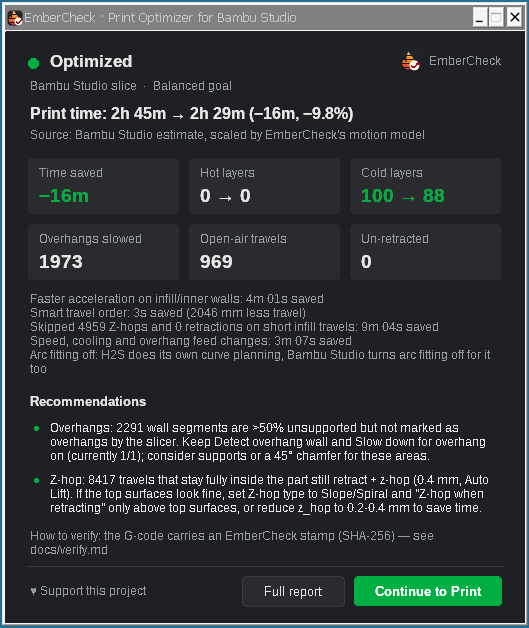 EmberCheck · Print Optimizer for Bambu Studio
Optimized
EmberCheck
Bambu Studio slice · Balanced goal
Print time: 2h 45m → 2h 29m (−16m, −9.8%)
Source: Bambu Studio estimate, scaled by EmberCheck's motion model
Time saved
−16m
Hot layers
0 → 0
Cold layers
100 → 88
Overhangs slowed
1973
Open-air travels
969
Un-retracted
0
Faster acceleration on infill/inner walls: 4m 01s saved
Smart travel order: 3s saved (2046 mm less travel)
Skipped 4959 Z-hops and 0 retractions on short infill travels: 9m 04s saved
Speed, cooling and overhang feed changes: 3m 07s saved
Arc fitting off: H2S does its own curve planning, Bambu Studio turns arc fitting off for it
too
Recommendations
● Overhangs: 2291 wall segments are >50% unsupported but not marked as
overhangs by the slicer. Keep Detect overhang wall and Slow down for overhang
on (currently 1/1); consider supports or a 45° chamfer for these areas.
● Z-hop: 8417 travels that stay fully inside the part still retract + z-hop (0.4 mm, Auto
Lift). If the top surfaces look fine, set Z-hop type to Slope/Spiral and "Z-hop when
retracting" only above top surfaces, or reduce z_hop to 0.2-0.4 mm to save time.
How to verify: the G-code carries an EmberCheck stamp (SHA-256) — see
docs/verify.md
♥ Support this project
Full report
Continue to Print